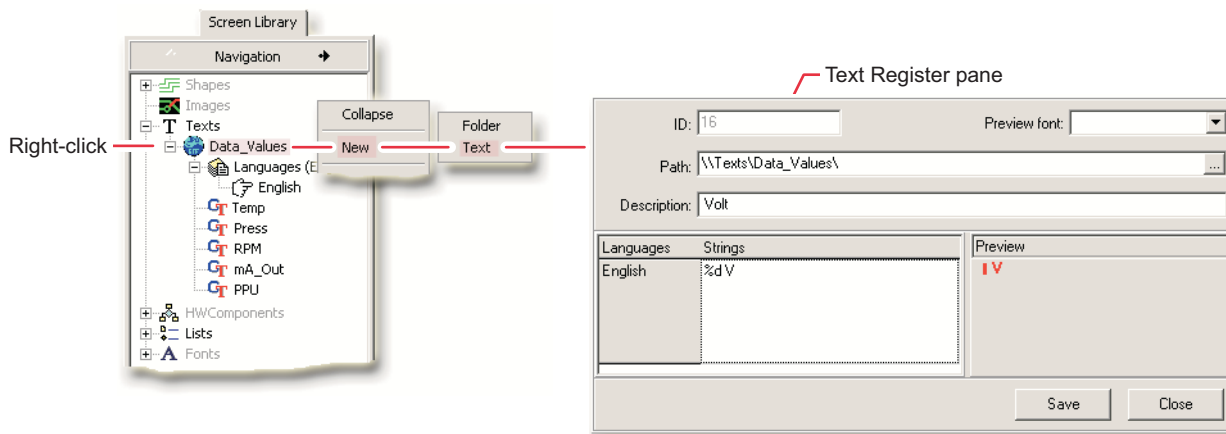 Screen Library
Navigation
Shapes
Images
Texts
Data_Values
Languages (E
English
Temp
Press
RPM
mA_Out
PPU
HWComponents
Lists
Fonts
Right-click
Collapse
New
Folder
Text
Text Register pane
ID: 16
Preview font:
Path: \\Texts\Data_Values\
...
Description: Volt
Languages Strings
English %d V
Preview
V
Save Close